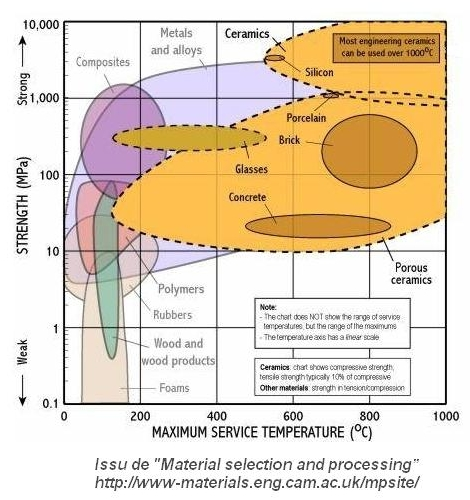 10,000
1,000
100
10
1
0.1
Strong
STRENGTH (MPa)
Weak
Metals
and alloys
Ceramics
Composites
Most engineering ceramics
can be used over 1000°C
Silicon
Porcelain
Brick
Glasses
Concrete
Porous
ceramics
Polymers
Rubbers
Wood and
wood products
Foams
Note:
- The chart does NOT show the range of service
temperatures, but the range of the maximums
- The temperature axis has a linear scale
Ceramics: chart shows compressive strength,
tensile strength typically 10% of compressive
Other materials: strength in tension/compression
0 200 400 600 800 1000
MAXIMUM SERVICE TEMPERATURE (°C)
Issu de "Material selection and processing"
http://www-materials.eng.cam.ac.uk/mpsite/